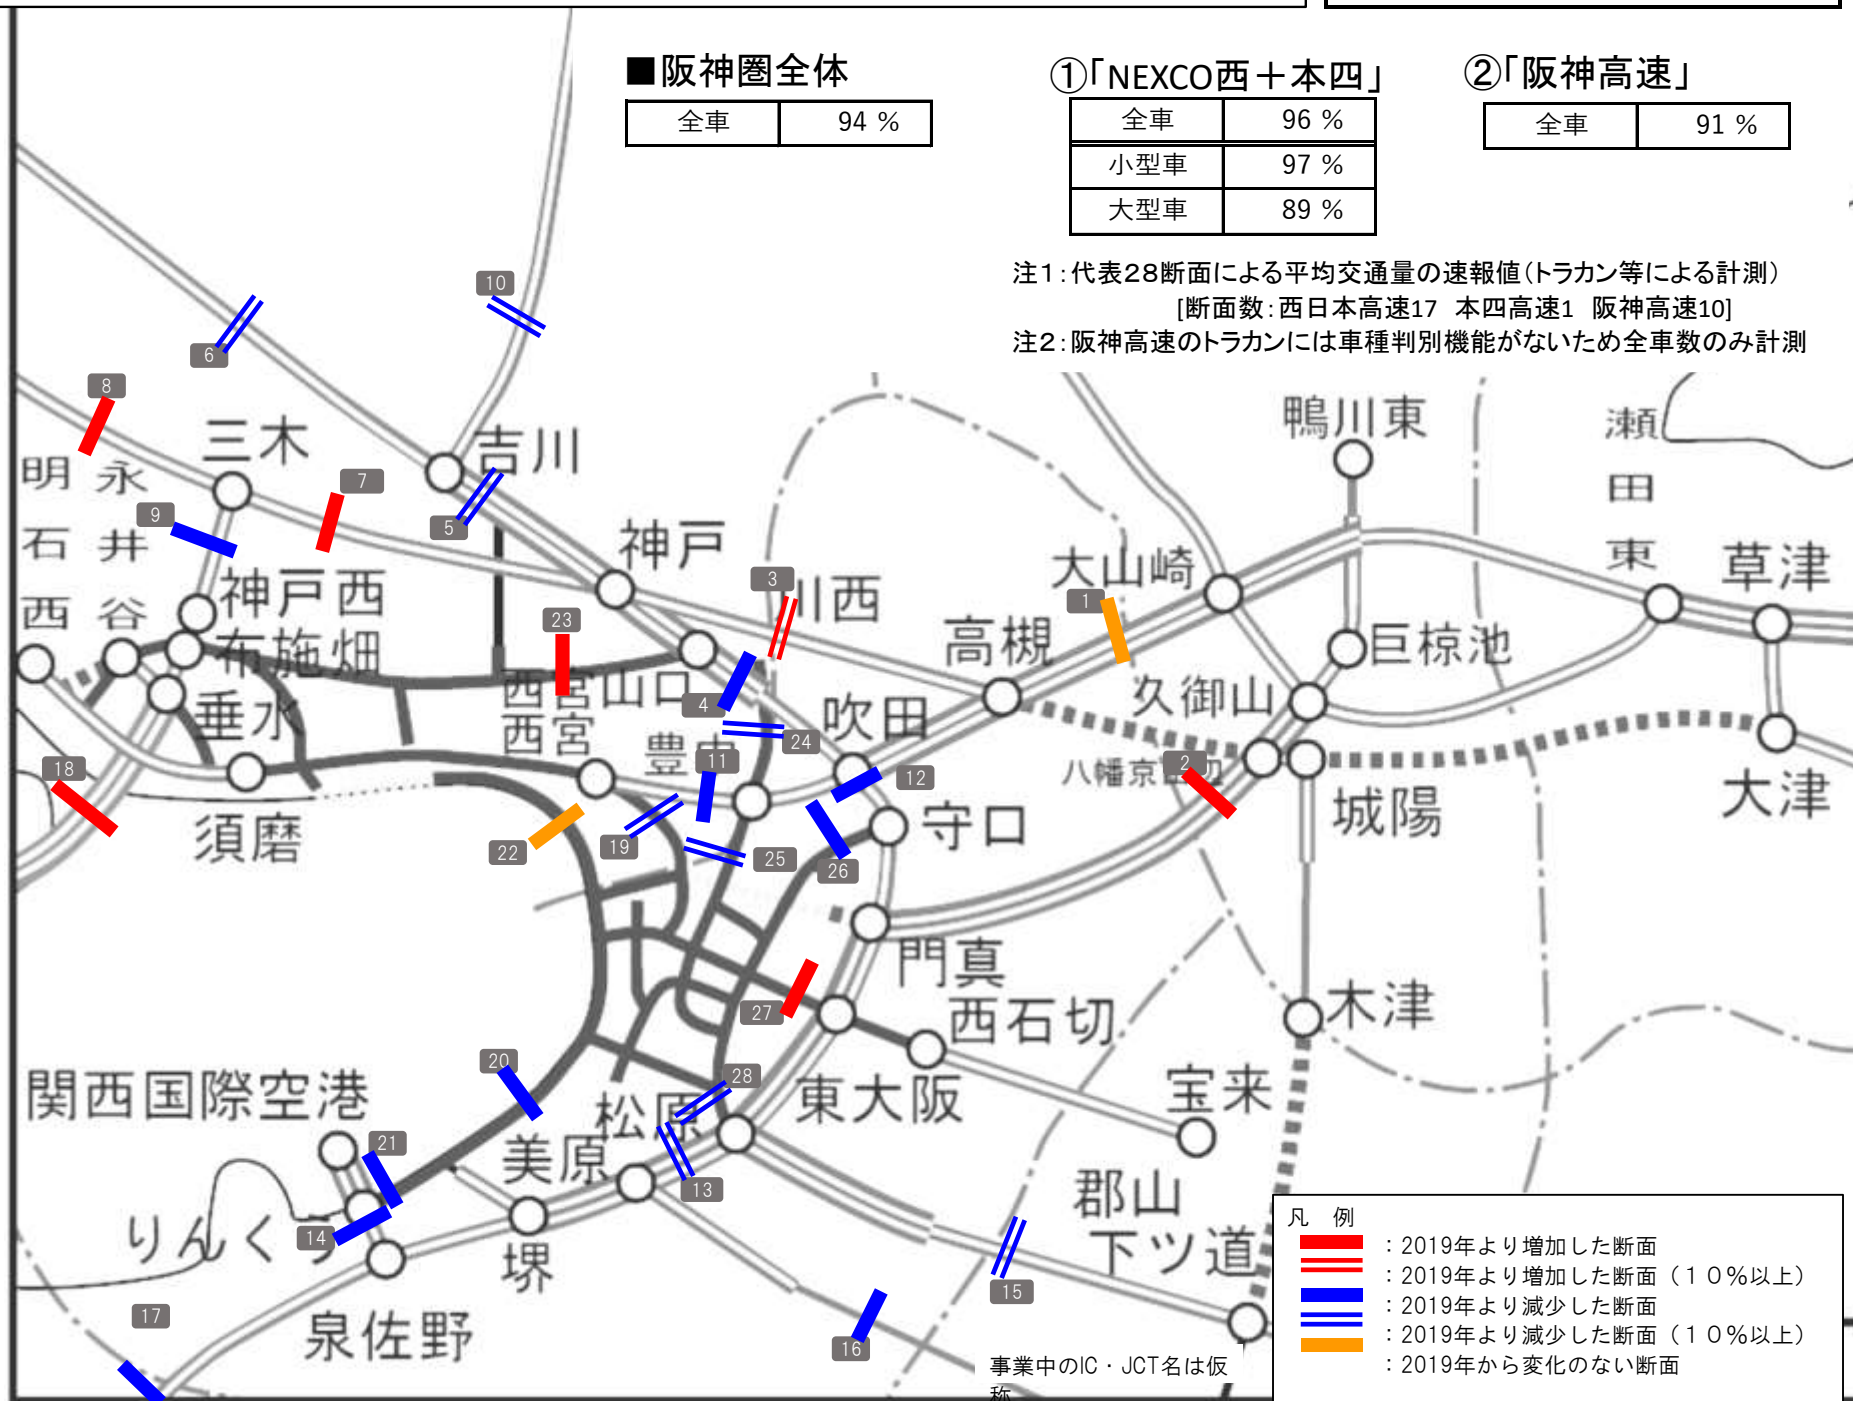 ■阪神圏全体
全車 94 %
①「NEXCO西＋本四」
全車 96 %
小型車 97 %
大型車 89 %
②「阪神高速」
全車 91 %
注１：代表２８断面による平均交通量の速報値（トラカン等による計測）
[断面数：西日本高速17 本四高速1 阪神高速10]
注２：阪神高速のトラカンには車種判別機能がないため全車数のみ計測
10
6
8
鴨川東
瀬田東
三木
吉川
7
明石西
永井谷
9
5
神戸
大山崎
草津
3
川西
1
神戸西
布施畑
23
高槻
巨椋池
西宮山口
西宮
4
久御山
垂水
吹田
24
豊中
11
12
2
18
大津
城陽
須磨
22
19
25
26
守口
門真
27
西石切
木津
20
28
関西国際空港
松原
東大阪
宝来
21
美原
13
郡山
下ツ道
14
りんくう
堺
15
17
泉佐野
16
事業中のIC・JCT名は仮
称
凡 例
：2019年より増加した断面
：2019年より増加した断面（１０％以上）
：2019年より減少した断面
：2019年より減少した断面（１０％以上）
：2019年から変化のない断面